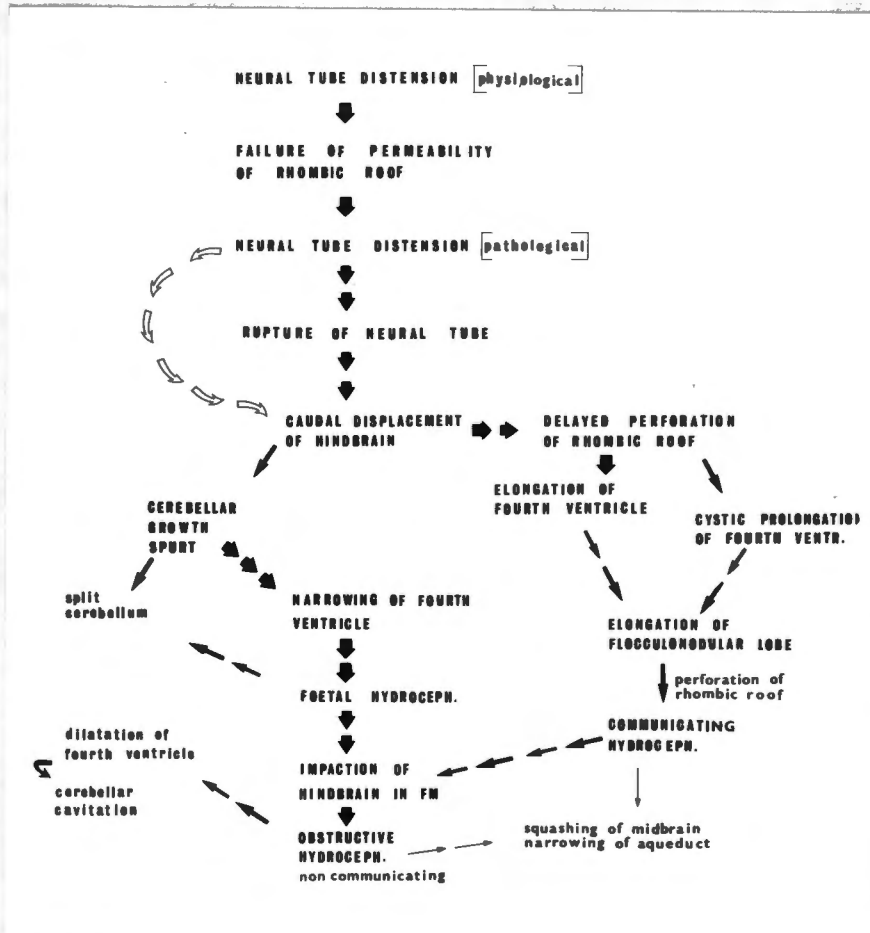 NEURAL TUBE DISTENSION [physiological]
FAILURE OF PERMEABILITY
OF RHOMBIC ROOF
NEURAL TUBE DISTENSION [pathological]
RUPTURE OF NEURAL TUBE
CAUDAL DISPLACEMENT
OF HINDBRAIN
DELAYED PERFORATION
OF RHOMBIC ROOF
ELONGATION OF
FOURTH VENTRICLE
CYSTIC PROLONGATION
OF FOURTH VENTR.
CEREBELLAR
GROWTH
SPURT
split
cerebellum
NARROWING OF FOURTH
VENTRICLE
ELONGATION OF
FLOCCULONODULAR LOBE
perforation of
rhombic roof
FOETAL HYDROCEPH.
COMMUNICATING
HYDROCEPH.
dilatation of
fourth ventricle
cerebellar
cavitation
IMPACTION OF
HINDBRAIN IN FM
OBSTRUCTIVE
HYDROCEPH.
non communicating
squashing of midbrain
narrowing of aqueduct